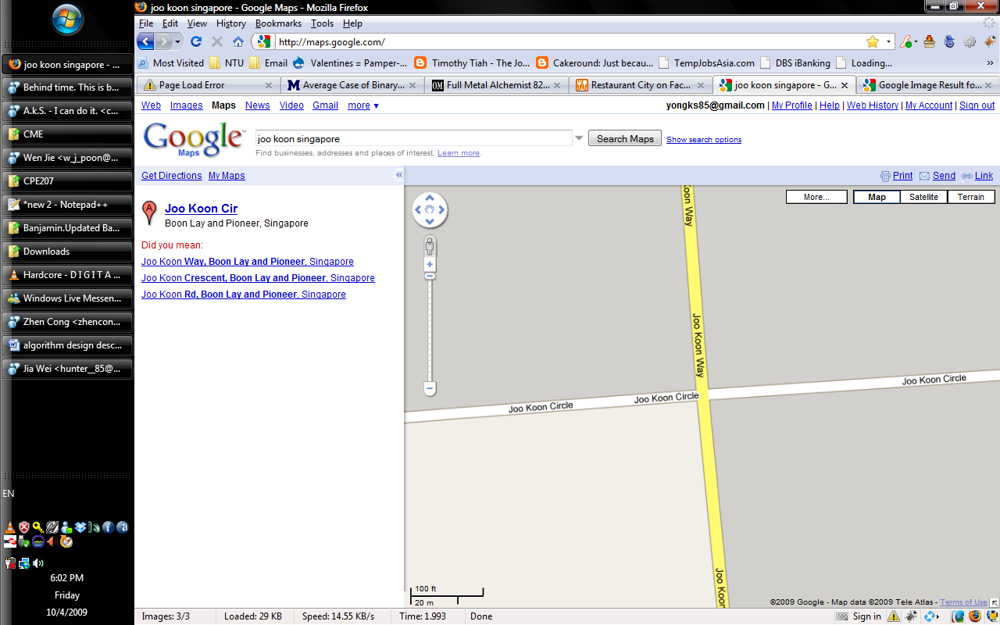 joo koon singapore - Google Maps - Mozilla Firefox
File Edit View History Bookmarks Tools Help
http://maps.google.com/
Most Visited NTU Email Valentines = Pamper-... Timothy Tiah - The Jo... Cakeround: Just becau... TempJobsAsia.com DBS iBanking Loading... »
Page Load Error Average Case of Binary... Full Metal Alchemist 82... Restaurant City on Fac... joo koon singapore - G... Google Image Result fo...
Web Images Maps News Video Gmail more ▼
yongks85@gmail.com | My Profile | Help | Web History | My Account | Sign out
Google Maps
joo koon singapore
Search Maps
Show search options
Find businesses, addresses and places of interest. Learn more.
Get Directions My Maps «
Print Send Link
A
Joo Koon Cir
Boon Lay and Pioneer, Singapore
Did you mean:
Joo Koon Way, Boon Lay and Pioneer, Singapore
Joo Koon Crescent, Boon Lay and Pioneer, Singapore
Joo Koon Rd, Boon Lay and Pioneer, Singapore
More... Map Satellite Terrain
Koon Way
Joo Koon Way
Joo Koon Circle
Joo Koon Circle
Joo Koon Circle
Joo Koon
100 ft
20 m
©2009 Google - Map data ©2009 Tele Atlas - Terms of Use
Images: 3/3 Loaded: 29 KB Speed: 14.55 KB/s Time: 1.993 Done
Sign in
joo koon singapore - ...
Behind time. This is b...
A.k.S. - I can do it. <c...
CME
Wen Jie <w_j_poon@...
CPE207
*new 2 - Notepad++
Banjamin.Updated Ba...
Downloads
Hardcore - D I G I T A ...
Windows Live Messen...
Zhen Cong <zhencon...
algorithm design desc...
Jia Wei <hunter__85@...
EN
6:02 PM
Friday
10/4/2009